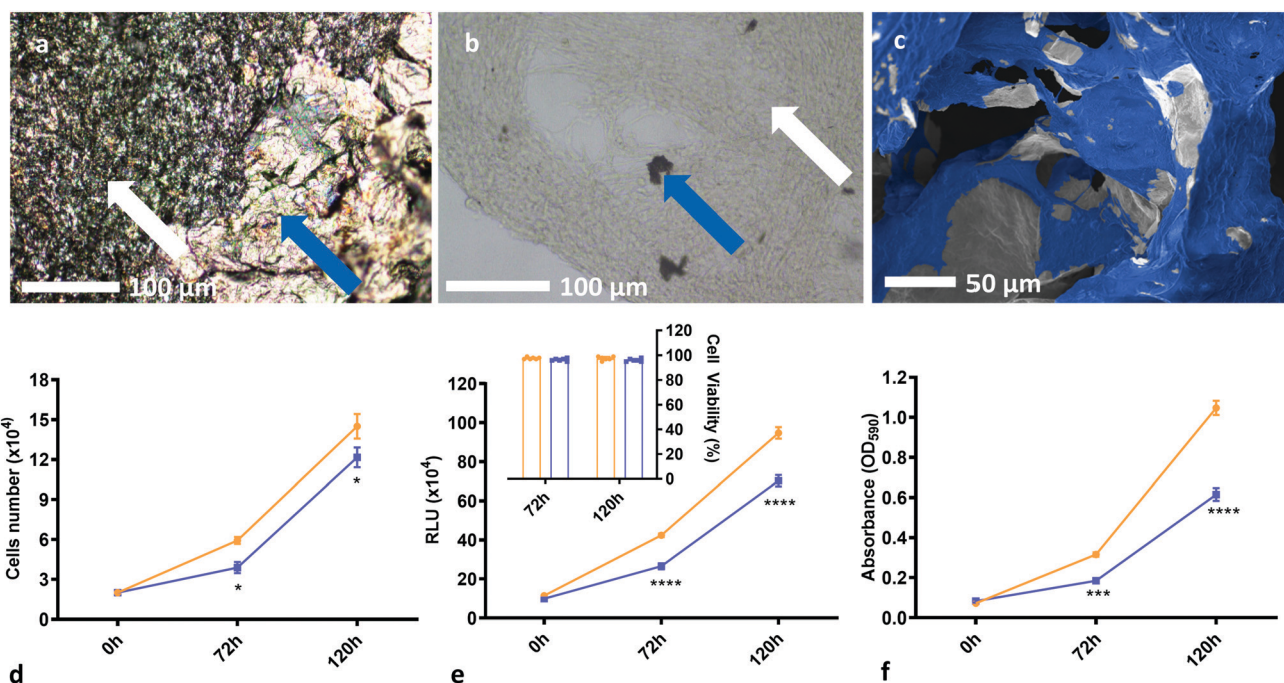 a
100 µm
b
100 µm
c
50 µm
Cells number (x10⁴)
18
15
12
9
6
3
0
*
*
0h
72h
120h
d
RLU (x10⁴)
120
100
80
60
40
20
0
****
****
0h
72h
120h
Cell Viability (%)
120
100
80
60
40
20
0
72h
120h
e
Absorbance (OD₅₉₀)
1.2
1.0
0.8
0.6
0.4
0.2
0.0
***
****
0h
72h
120h
f